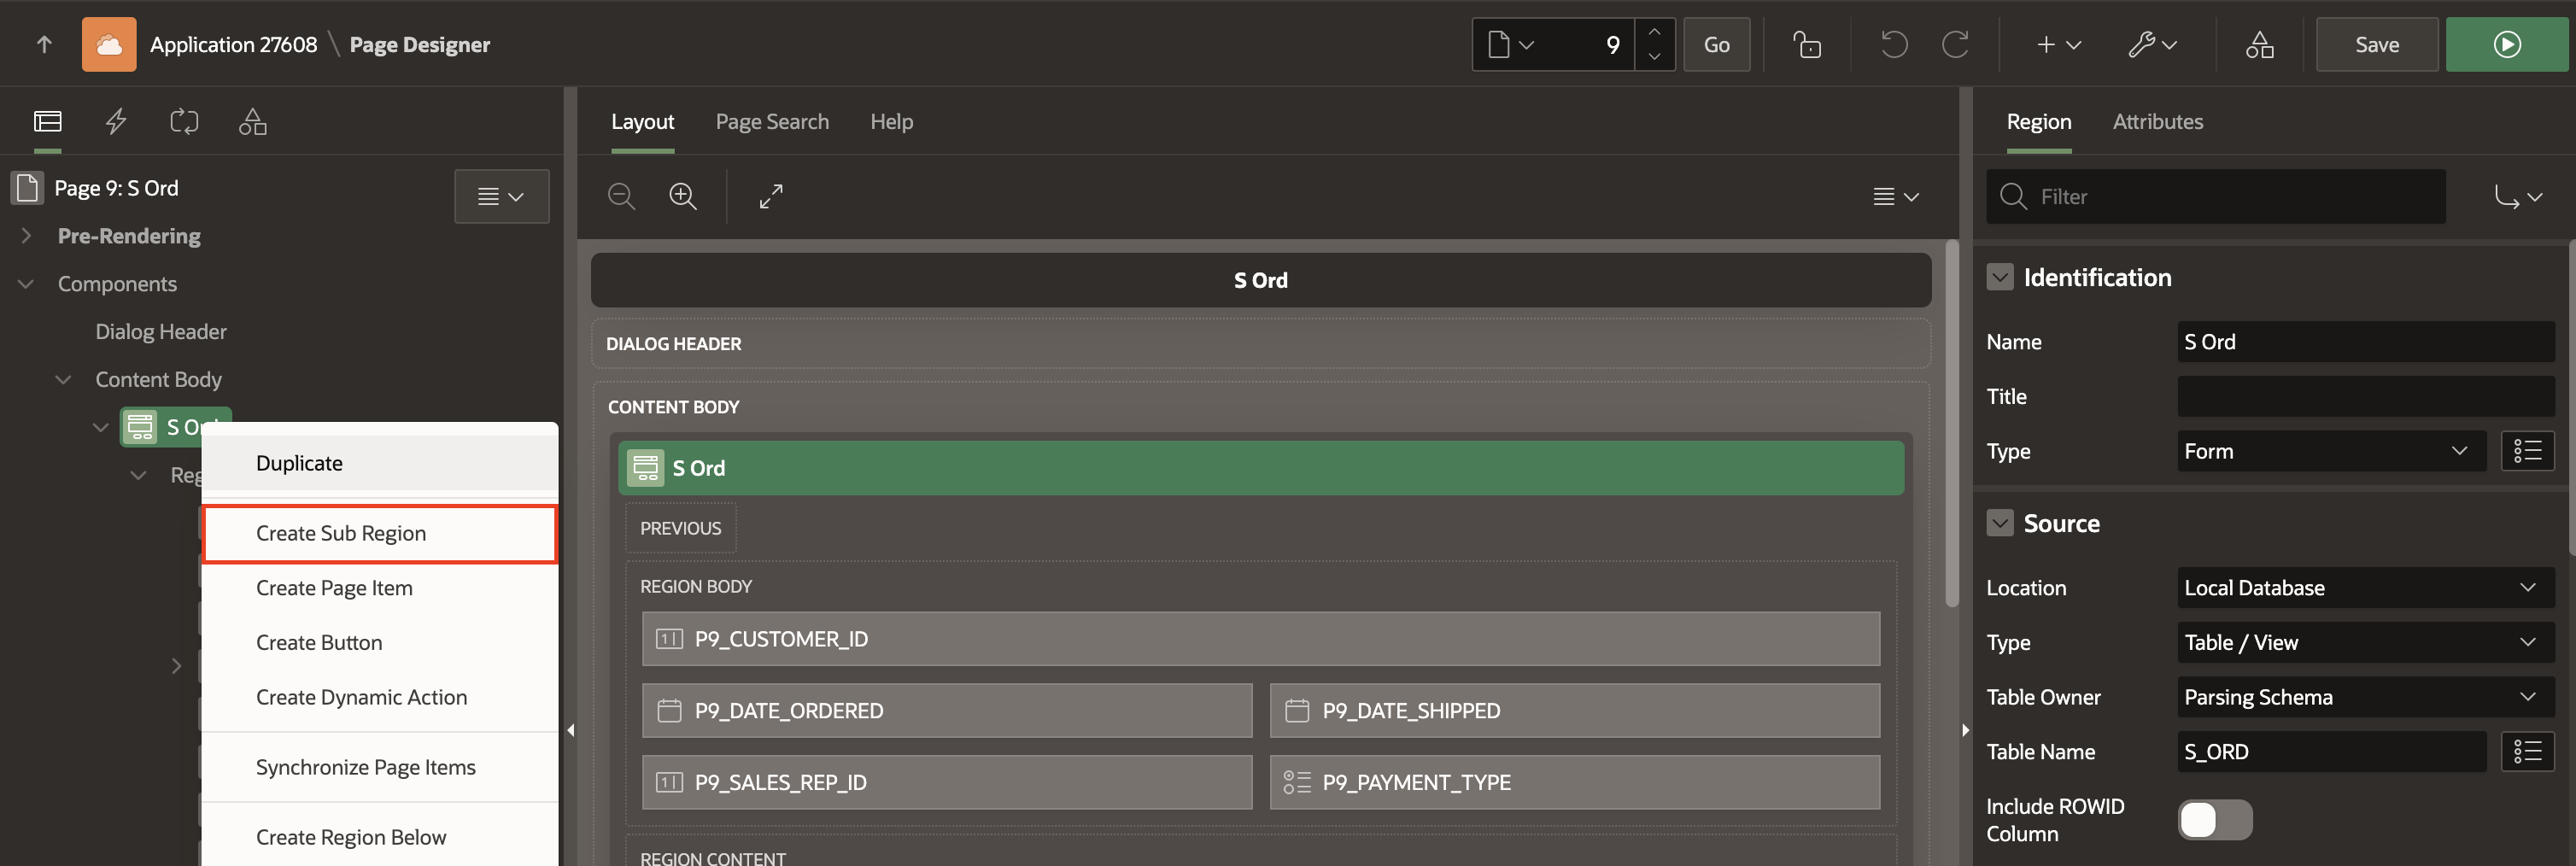 Application 27608 \ Page Designer
9
Go
Save
Layout
Page Search
Help
Region
Attributes
Page 9: S Ord
Pre-Rendering
Components
Dialog Header
Content Body
S Ord
Duplicate
Create Sub Region
Create Page Item
Create Button
Create Dynamic Action
Synchronize Page Items
Create Region Below
S Ord
DIALOG HEADER
CONTENT BODY
S Ord
PREVIOUS
REGION BODY
P9_CUSTOMER_ID
P9_DATE_ORDERED
P9_DATE_SHIPPED
P9_SALES_REP_ID
P9_PAYMENT_TYPE
REGION CONTENT
Filter
Identification
Name
S Ord
Title
Type
Form
Source
Location
Local Database
Type
Table / View
Table Owner
Parsing Schema
Table Name
S_ORD
Include ROWID
Column